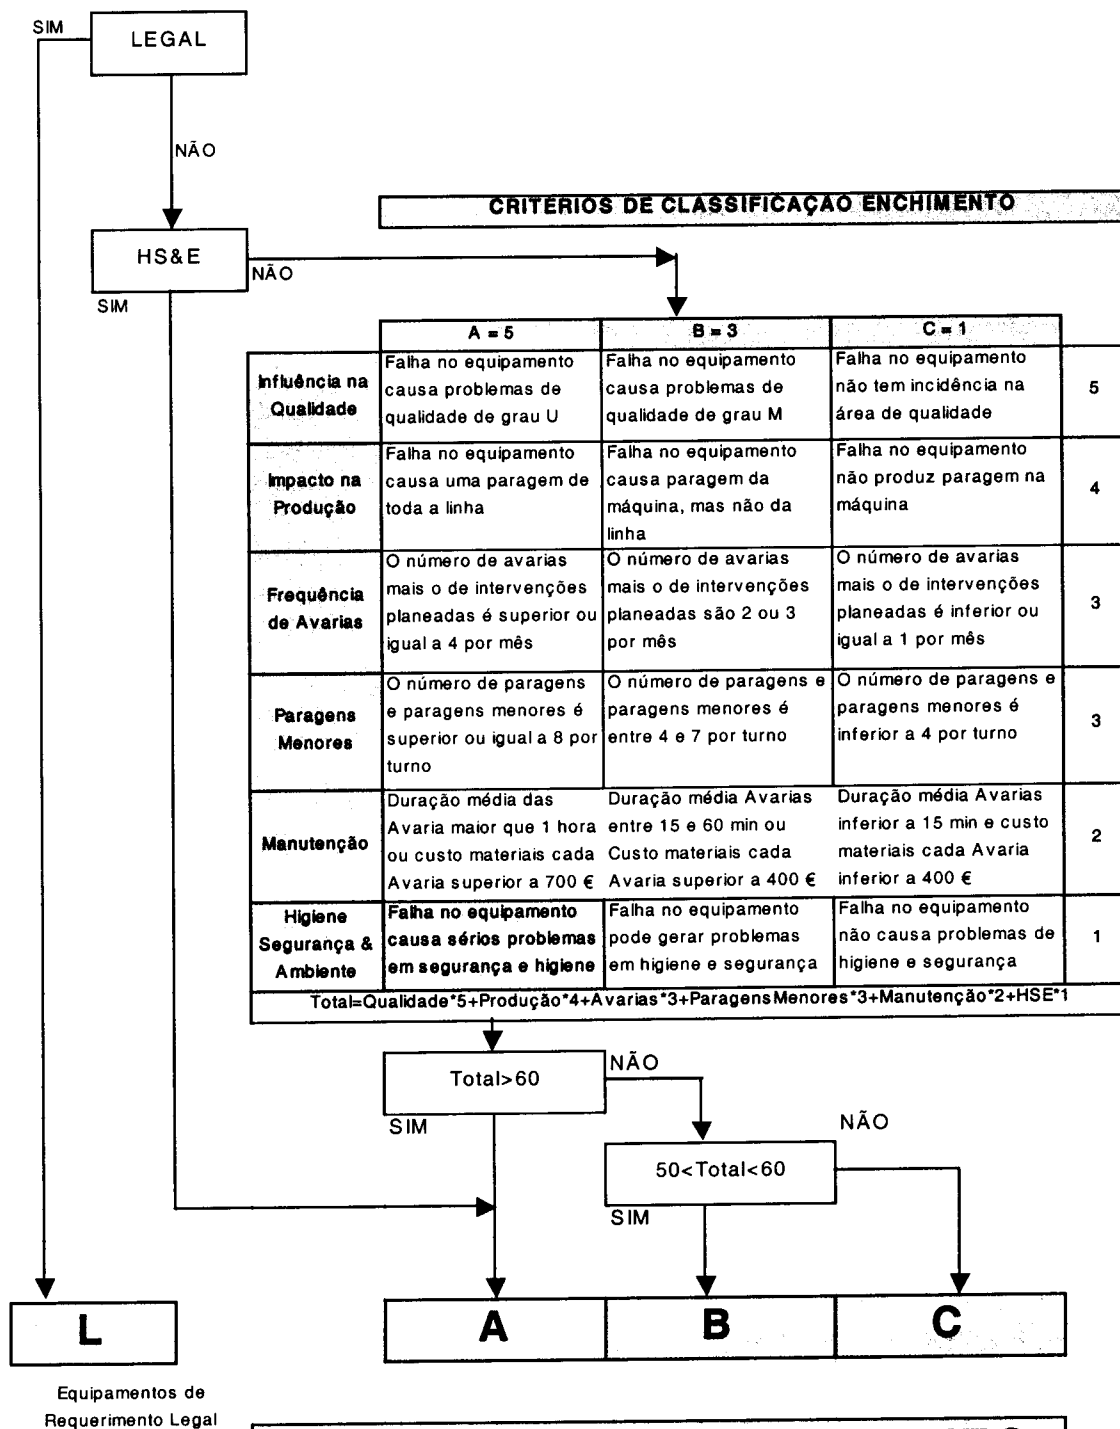 SIM
LEGAL
NÃO
CRITÉRIOS DE CLASSIFICAÇÃO ENCHIMENTO
HS&E
NÃO
SIM
A = 5
B = 3
C = 1
Influência na
Qualidade
Falha no equipamento
causa problemas de
qualidade de grau U
Falha no equipamento
causa problemas de
qualidade de grau M
Falha no equipamento
não tem incidência na
área de qualidade
5
Impacto na
Produção
Falha no equipamento
causa uma paragem de
toda a linha
Falha no equipamento
causa paragem da
máquina, mas não da
linha
Falha no equipamento
não produz paragem na
máquina
4
Frequência
de Avarias
O número de avarias
mais o de intervenções
planeadas é superior ou
igual a 4 por mês
O número de avarias
mais o de intervenções
planeadas são 2 ou 3
por mês
O número de avarias
mais o de intervenções
planeadas é inferior ou
igual a 1 por mês
3
Paragens
Menores
O número de paragens
e paragens menores é
superior ou igual a 8 por
turno
O número de paragens e
paragens menores é
entre 4 e 7 por turno
O número de paragens e
paragens menores é
inferior a 4 por turno
3
Manutenção
Duração média das
Avaria maior que 1 hora
ou custo materiais cada
Avaria superior a 700 €
Duração média Avarias
entre 15 e 60 min ou
Custo materiais cada
Avaria superior a 400 €
Duração média Avarias
inferior a 15 min e custo
materiais cada Avaria
inferior a 400 €
2
Higiene
Segurança &
Ambiente
Falha no equipamento
causa sérios problemas
em segurança e higiene
Falha no equipamento
pode gerar problemas
em higiene e segurança
Falha no equipamento
não causa problemas de
higiene e segurança
1
Total=Qualidade*5+Produção*4+Avarias*3+ParagensMenores*3+Manutenção*2+HSE*1
Total>60
NÃO
SIM
NÃO
50<Total<60
SIM
L
A
B
C
Equipamentos de
Requerimento Legal